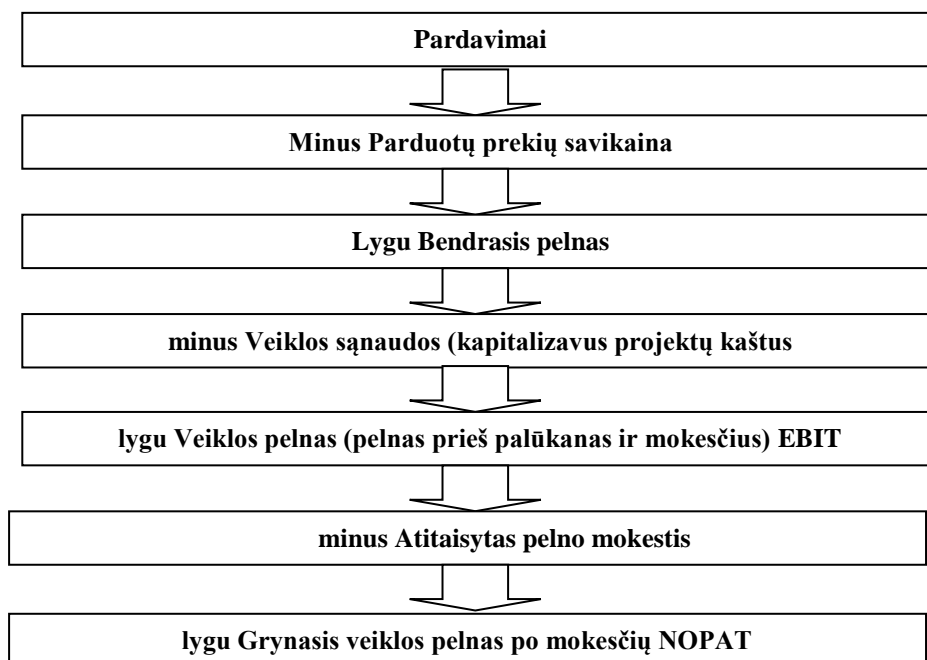 Pardavimai
Minus Parduotų prekių savikaina
Lygu Bendrasis pelnas
minus Veiklos sąnaudos (kapitalizavus projektų kaštus
lygu Veiklos pelnas (pelnas prieš palūkanas ir mokesčius) EBIT
minus Atitaisytas pelno mokestis
lygu Grynasis veiklos pelnas po mokesčių NOPAT